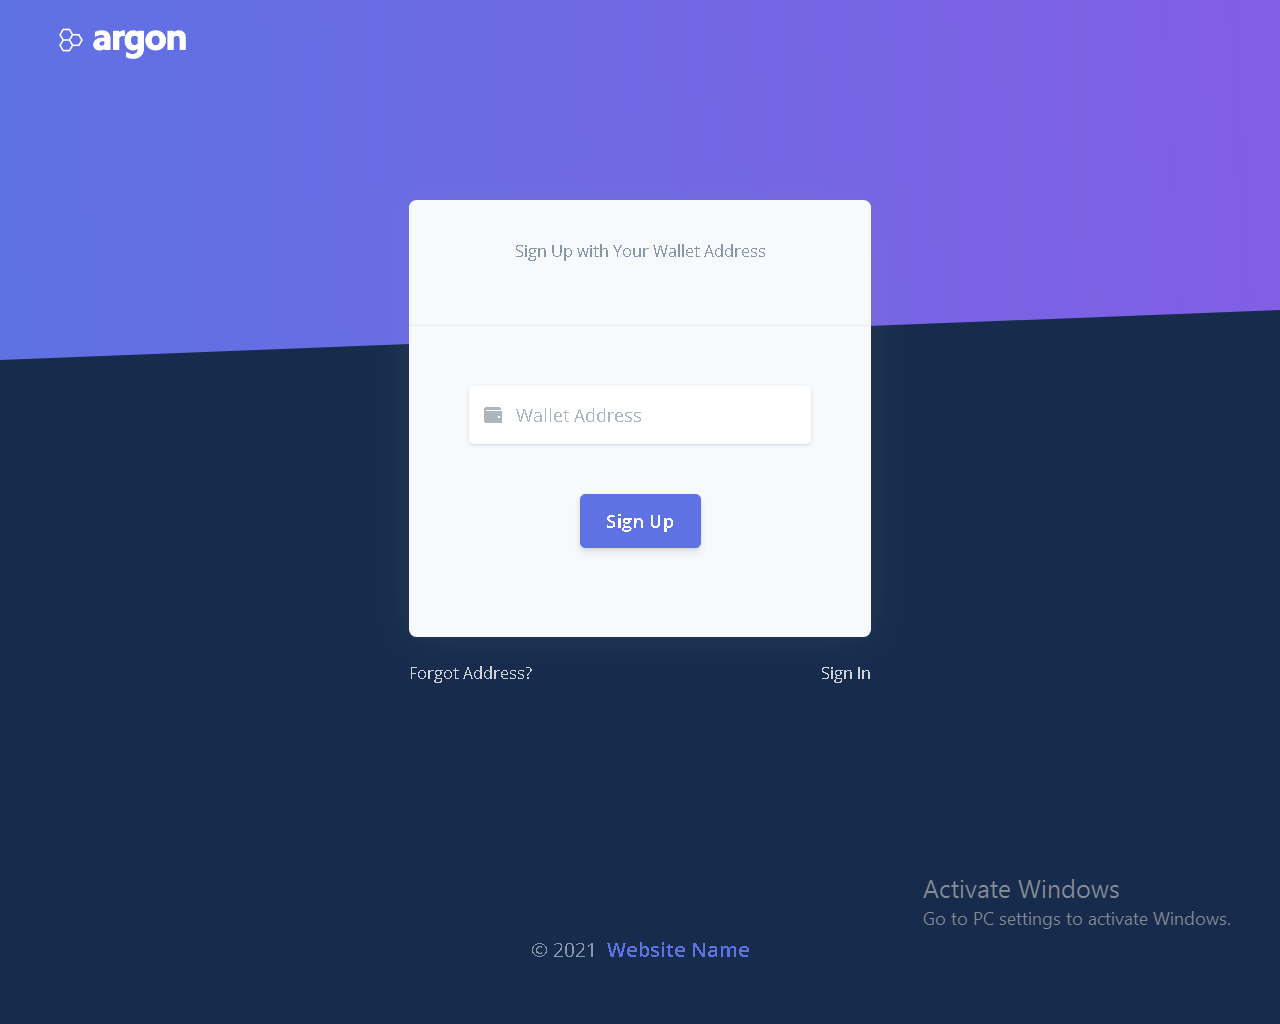 argon
Sign Up with Your Wallet Address
Wallet Address
Sign Up
Forgot Address?
Sign In
Activate Windows
Go to PC settings to activate Windows.
© 2021 Website Name